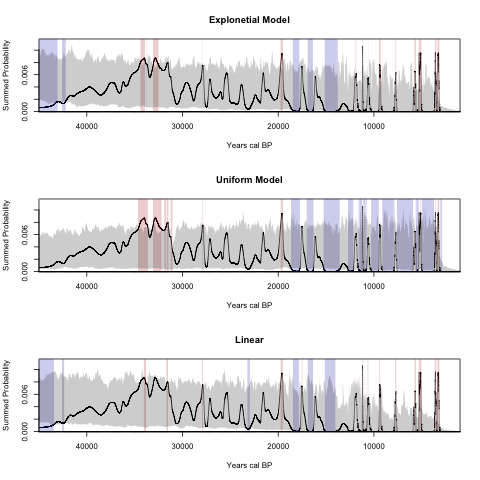 Explonetial Model
Summed Probability
0.000 0.006
40000 30000 20000 10000
Years cal BP
Uniform Model
Summed Probability
0.000 0.006
40000 30000 20000 10000
Years cal BP
Linear
Summed Probability
0.000 0.006
40000 30000 20000 10000
Years cal BP